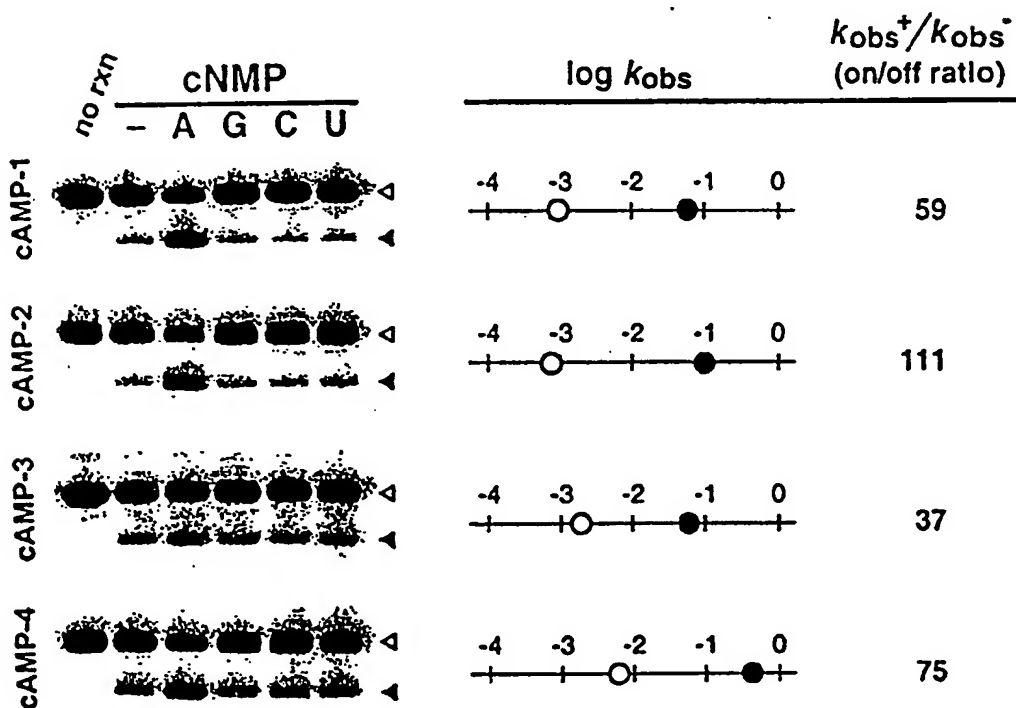 no rxn
cNMP
– A G C U
log kobs
kobs+/kobs-
(on/off ratio)
cAMP-1
-4 -3 -2 -1 0
59
cAMP-2
-4 -3 -2 -1 0
111
cAMP-3
-4 -3 -2 -1 0
37
cAMP-4
-4 -3 -2 -1 0
75